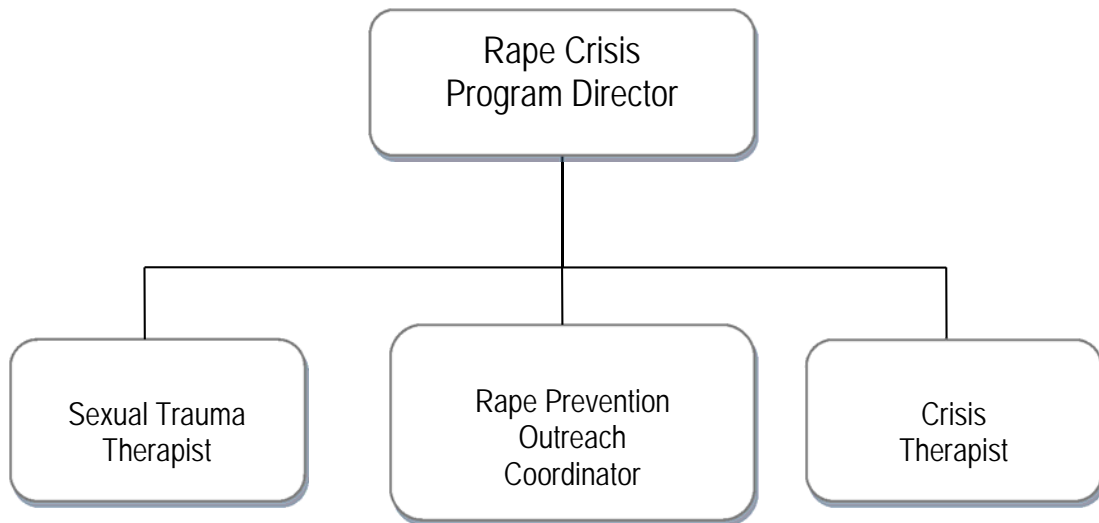 Rape Crisis
Program Director
Sexual Trauma
Therapist
Rape Prevention
Outreach
Coordinator
Crisis
Therapist